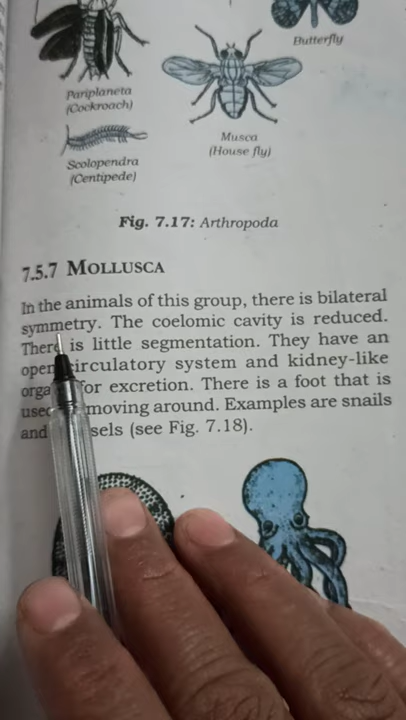 Butterfly
Pariplaneta
(Cockroach)
Musca
(House fly)
Scolopendra
(Centipede)
Fig. 7.17: Arthropoda
7.5.7 MOLLUSCA
In the animals of this group, there is bilateral
symmetry. The coelomic cavity is reduced.
There is little segmentation. They have an
open circulatory system and kidney-like
for excretion. There is a foot that is
moving around. Examples are snails
and (see Fig. 7.18).